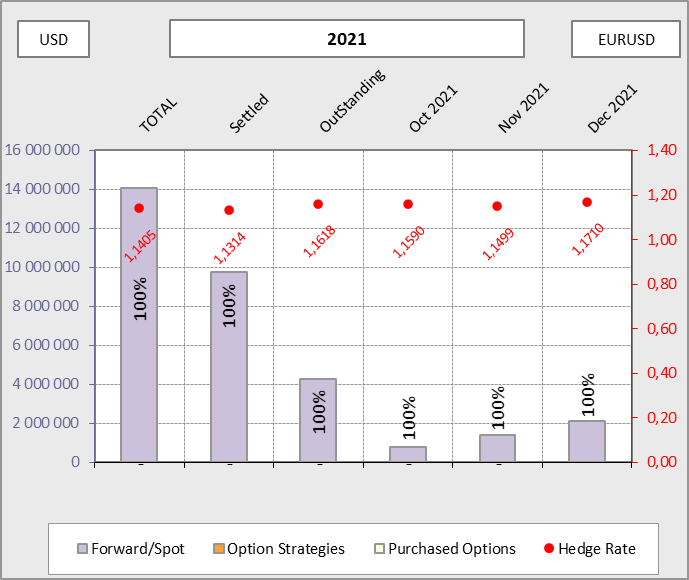 USD
2021
EURUSD
TOTAL
Settled
OutStanding
Oct 2021
Nov 2021
Dec 2021
16 000 000
14 000 000
12 000 000
10 000 000
8 000 000
6 000 000
4 000 000
2 000 000
0
1,40
1,20
1,00
0,80
0,60
0,40
0,20
0,00
1,1405
1,1314
1,1618
1,1590
1,1499
1,1710
100%
100%
100%
100%
100%
100%
Forward/Spot
Option Strategies
Purchased Options
Hedge Rate